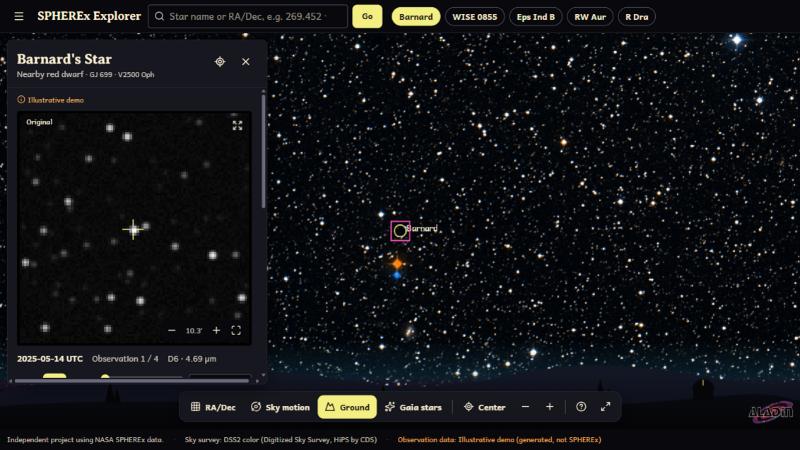 SPHEREx Explorer
Star name or RA/Dec, e.g. 269.452
Go
Barnard
WISE 0855
Eps Ind B
RW Aur
R Dra
Barnard's Star
Nearby red dwarf · GJ 699 · V2500 Oph
Illustrative demo
Original
10.3'
2025-05-14 UTC Observation 1 / 4 D6 · 4.69 µm
Barnard
RA/Dec
Sky motion
Ground
Gaia stars
Center
ALADIN
Independent project using NASA SPHEREx data. · Sky survey: DSS2 color (Digitized Sky Survey, HiPS by CDS) · Observation data: Illustrative demo (generated, not SPHEREx)